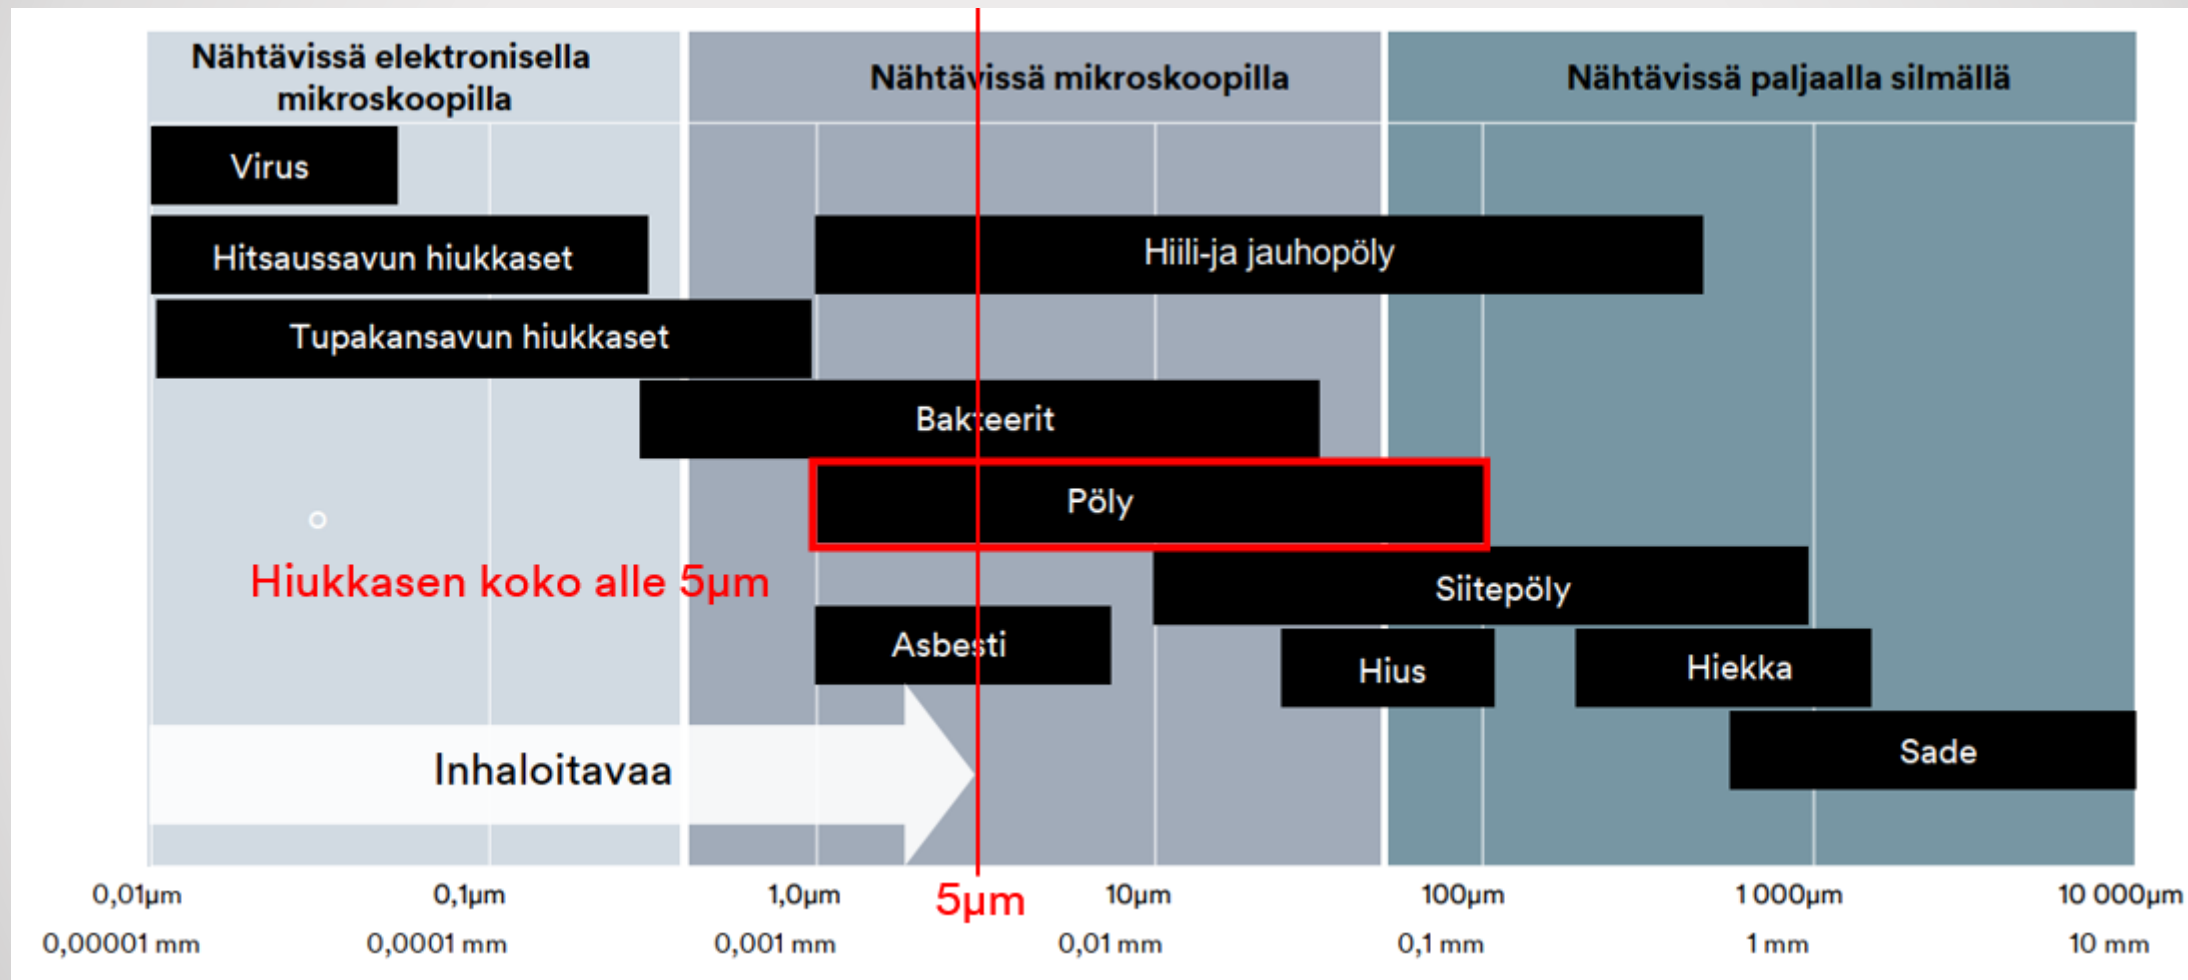 Nähtävissä elektronisella
mikroskoopilla
Nähtävissä mikroskoopilla
Nähtävissä paljaalla silmällä
Virus
Hitsaussavun hiukkaset
Hiili-ja jauhopöly
Tupakansavun hiukkaset
Bakteerit
Pöly
Hiukkasen koko alle 5µm
Siitepöly
Asbesti
Hius
Hiekka
Inhaloitavaa
Sade
0,01µm
0,1µm
1,0µm
5µm
10µm
100µm
1 000µm
10 000µm
0,00001 mm
0,0001 mm
0,001 mm
0,01 mm
0,1 mm
1 mm
10 mm